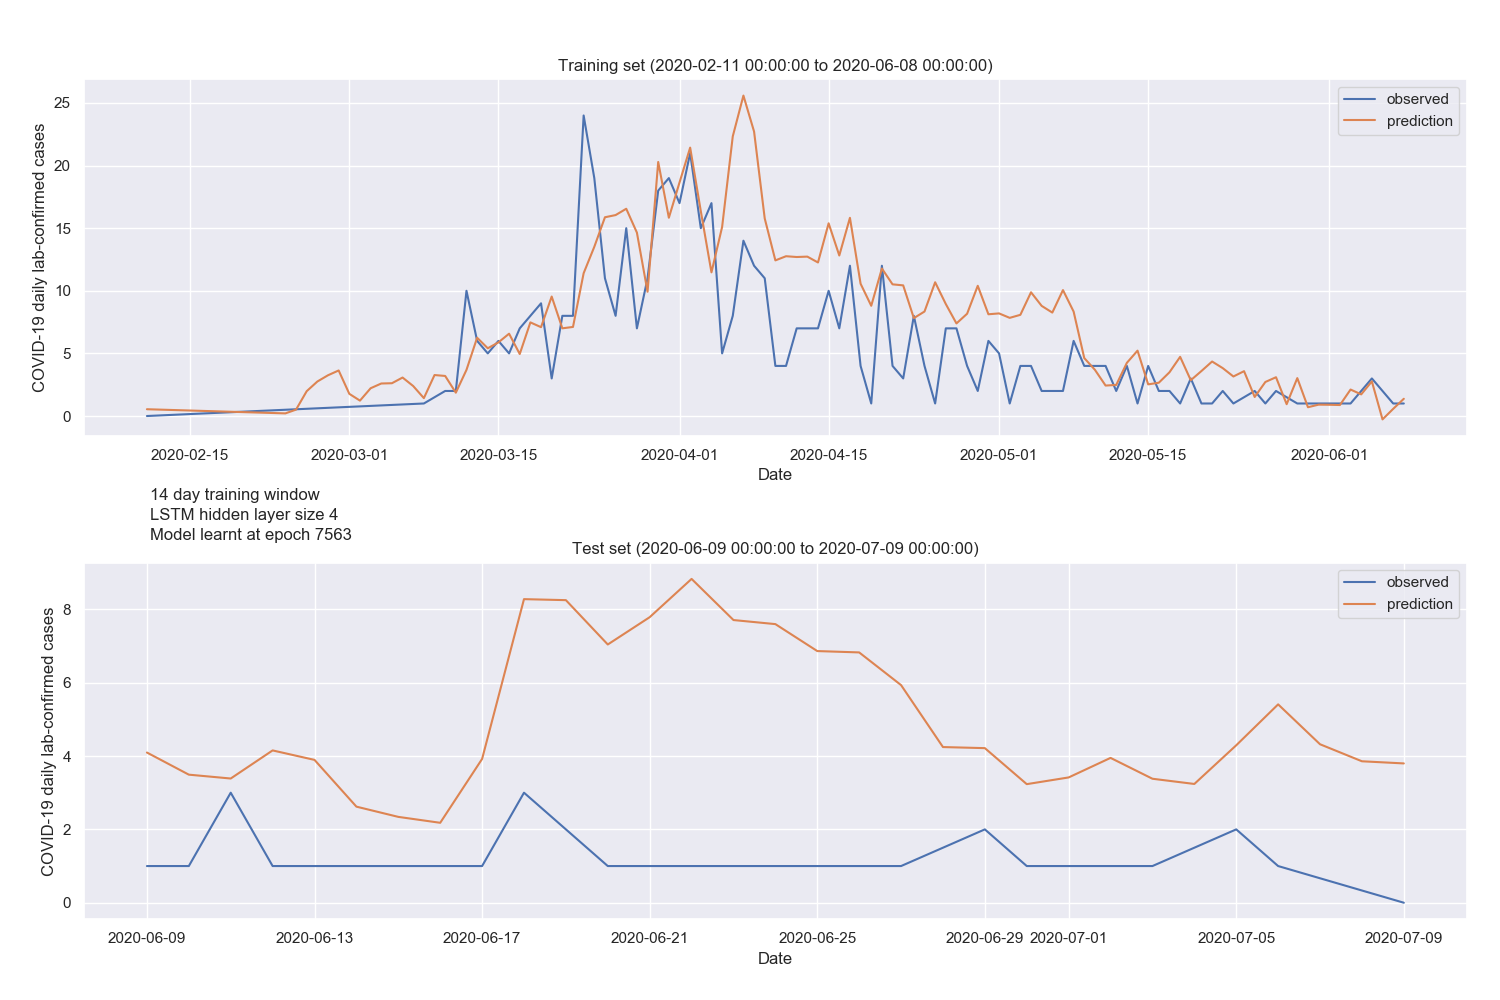 Training set (2020-02-11 00:00:00 to 2020-06-08 00:00:00)
COVID-19 daily lab-confirmed cases
25
20
15
10
5
0
observed
prediction
2020-02-15
2020-03-01
2020-03-15
2020-04-01
2020-04-15
2020-05-01
2020-05-15
2020-06-01
Date
14 day training window
LSTM hidden layer size 4
Model learnt at epoch 7563
Test set (2020-06-09 00:00:00 to 2020-07-09 00:00:00)
COVID-19 daily lab-confirmed cases
8
6
4
2
0
observed
prediction
2020-06-09
2020-06-13
2020-06-17
2020-06-21
2020-06-25
2020-06-29
2020-07-01
2020-07-05
2020-07-09
Date